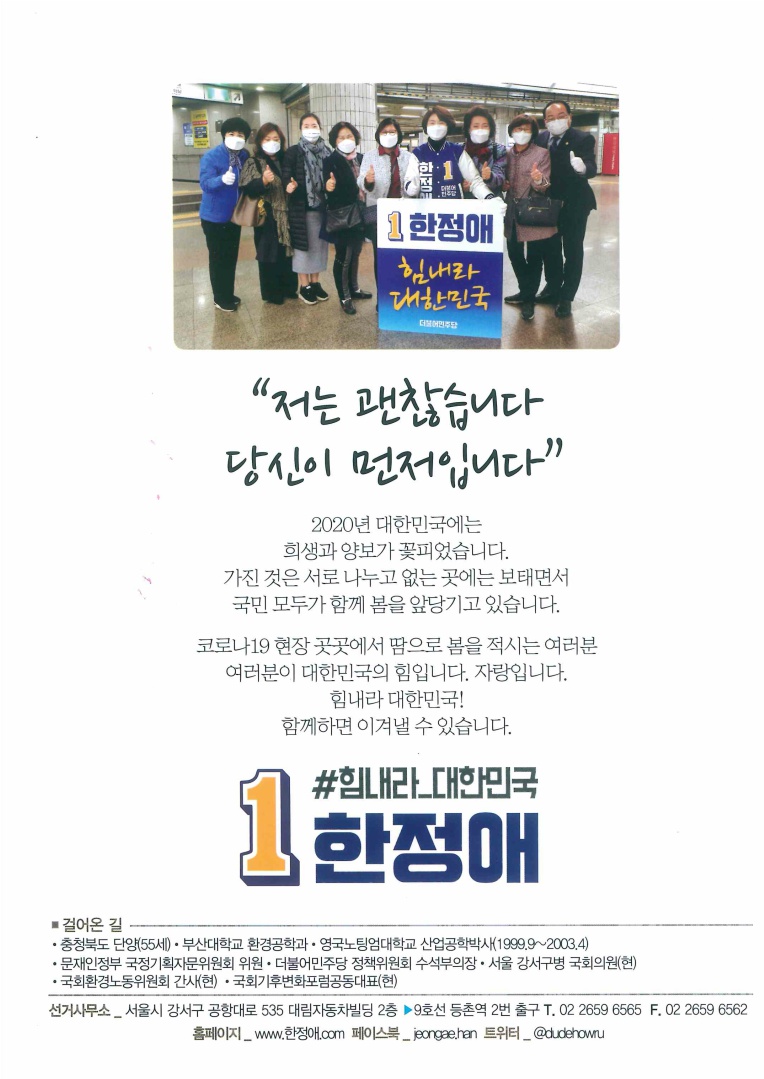 한정애
1
더불어
민주당
1 한정애
힘내라
대한민국
더불어민주당
“저는 괜찮습니다
당신이 먼저입니다”
2020년 대한민국에는
희생과 양보가 꽃피었습니다.
가진 것은 서로 나누고 없는 곳에는 보태면서
국민 모두가 함께 봄을 앞당기고 있습니다.
코로나19 현장 곳곳에서 땀으로 봄을 적시는 여러분
여러분이 대한민국의 힘입니다. 자랑입니다.
힘내라 대한민국!
함께하면 이겨낼 수 있습니다.
#힘내라_대한민국
1 한정애
■ 걸어온 길
• 충청북도 단양(55세) • 부산대학교 환경공학과 • 영국노팅엄대학교 산업공학박사(1999.9~2003.4)
• 문재인정부 국정기획자문위원회 위원 • 더불어민주당 정책위원회 수석부의장 • 서울 강서구병 국회의원(현)
• 국회환경노동위원회 간사(현) • 국회기후변화포럼공동대표(현)
선거사무소 _ 서울시 강서구 공항대로 535 대림자동차빌딩 2층 ▶9호선 등촌역 2번 출구 T. 02 2659 6565 F. 02 2659 6562
홈페이지 _ www.한정애.com 페이스북 _ jeongae.han 트위터 _ @dudehowru